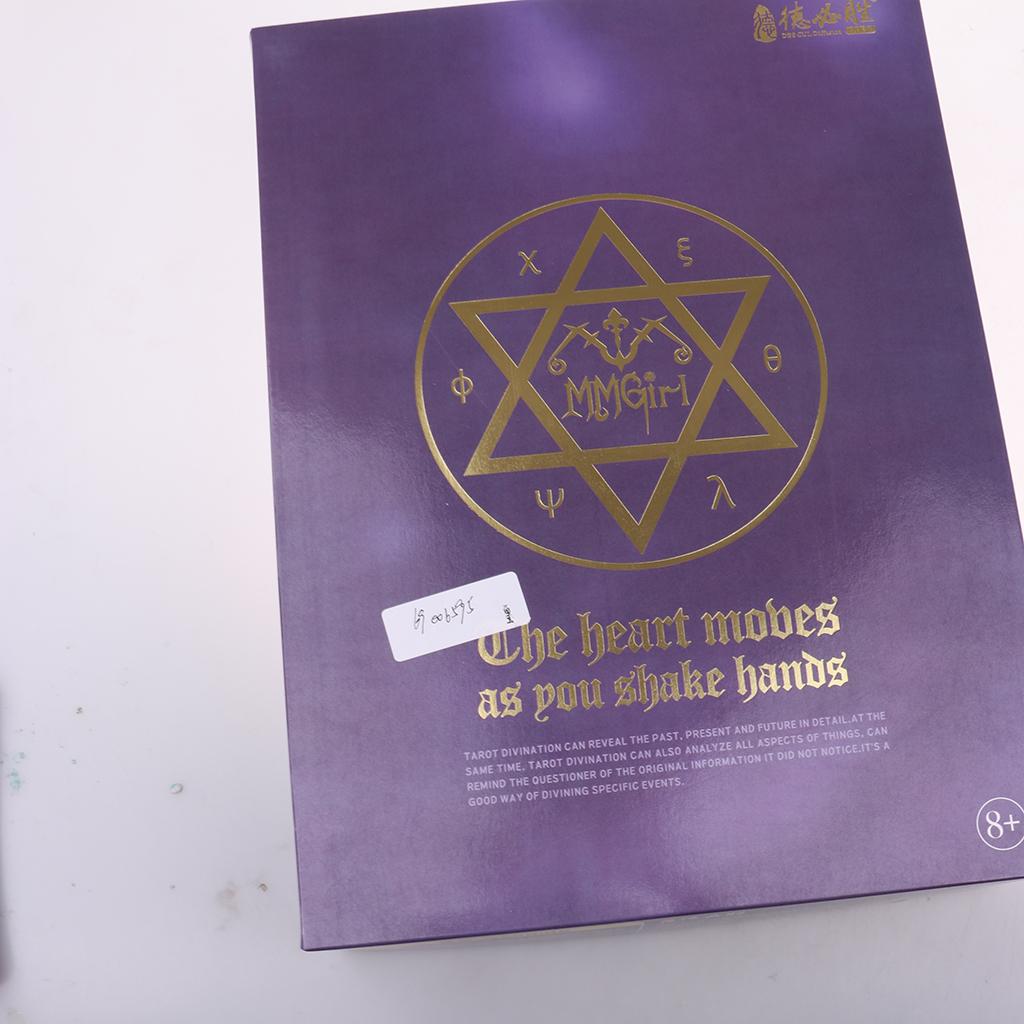 德必胜
χ ξ
φ θ
MMGirl
ψ λ
The heart moves
as you shake hands
TAROT DIVINATION CAN REVEAL THE PAST, PRESENT AND FUTURE IN DETAIL.AT THE
SAME TIME, TAROT DIVINATION CAN ALSO ANALYZE ALL ASPECTS OF THINGS, CAN
REMIND THE QUESTIONER OF THE ORIGINAL INFORMATION IT DID NOT NOTICE.IT'S A
GOOD WAY OF DIVINING SPECIFIC EVENTS.
8+